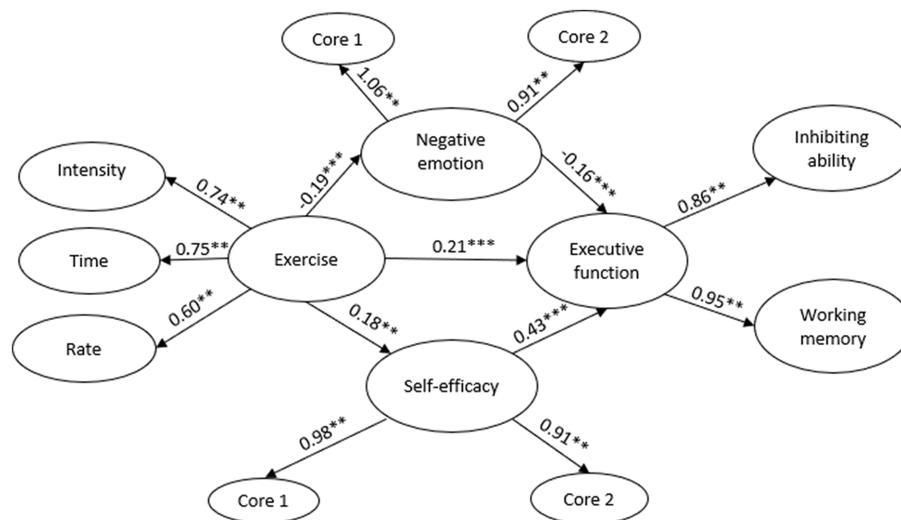 Core 1
Core 2
1.06**
0.91**
Negative
emotion
Inhibiting
ability
Intensity
-0.19***
-0.16***
0.86**
0.74**
Time
0.75**
Exercise
0.21***
Executive
function
0.60**
0.18**
0.43***
0.95**
Rate
Working
memory
Self-efficacy
0.98**
0.91**
Core 1
Core 2